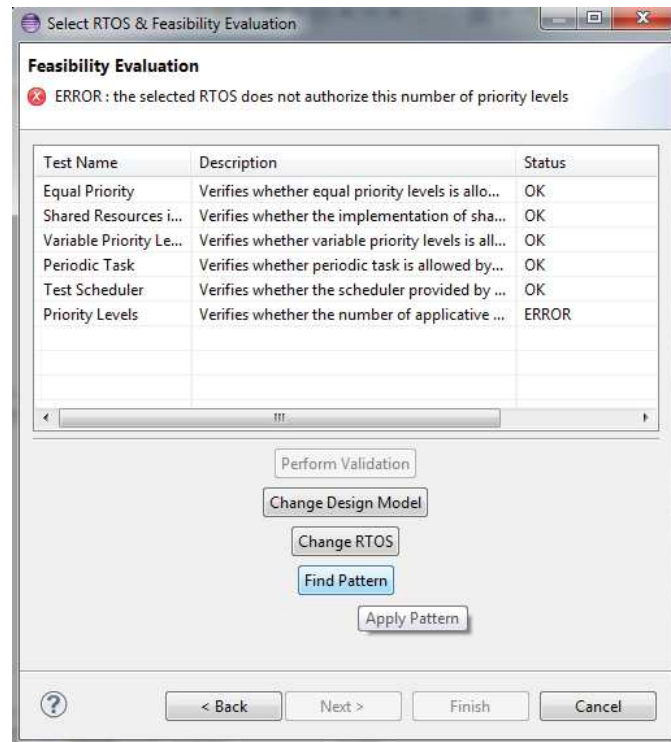 Select RTOS & Feasibility Evaluation
Feasibility Evaluation
ERROR : the selected RTOS does not authorize this number of priority levels
Test Name Description Status
Equal Priority Verifies whether equal priority levels is allo... OK
Shared Resources i... Verifies whether the implementation of sha... OK
Variable Priority Le... Verifies whether variable priority levels is all... OK
Periodic Task Verifies whether periodic task is allowed by... OK
Test Scheduler Verifies whether the scheduler provided by ... OK
Priority Levels Verifies whether the number of applicative ... ERROR
Perform Validation
Change Design Model
Change RTOS
Find Pattern
Apply Pattern
? < Back Next > Finish Cancel